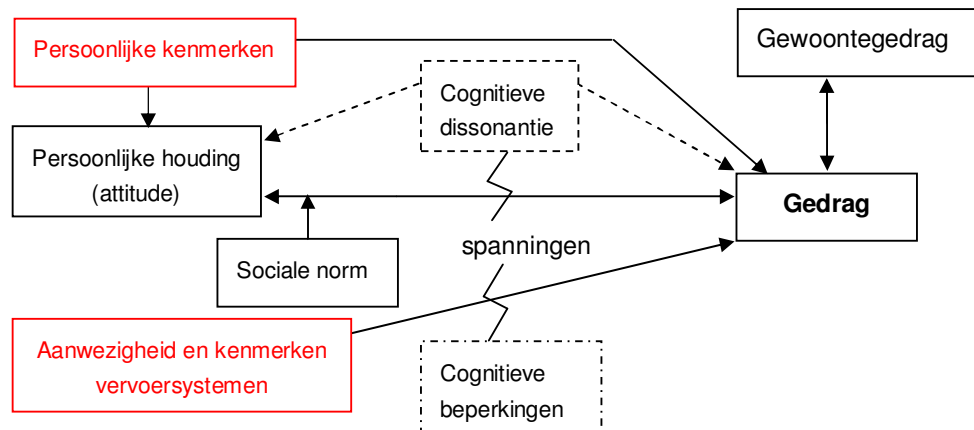 Persoonlijke kenmerken
Gewoontegedrag
Cognitieve
dissonantie
Persoonlijke houding
(attitude)
Gedrag
Sociale norm
spanningen
Aanwezigheid en kenmerken
vervoersystemen
Cognitieve
beperkingen